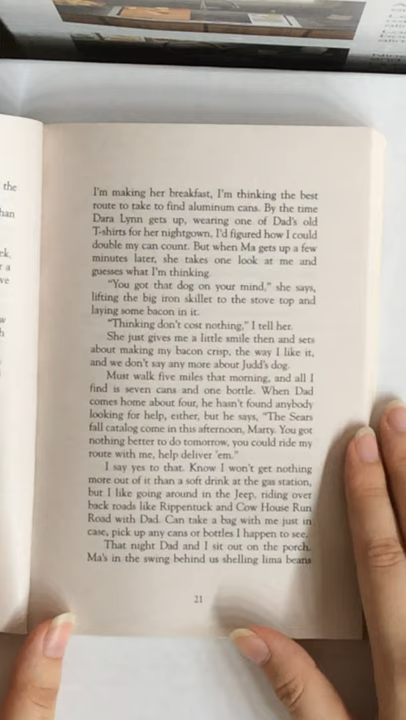 the
han
I'm making her breakfast, I'm thinking the best
route to take to find aluminum cans. By the time
Dara Lynn gets up, wearing one of Dad's old
T-shirts for her nightgown, I'd figured how I could
double my can count. But when Ma gets up a few
minutes later, she takes one look at me and
guesses what I'm thinking.
"You got that dog on your mind," she says,
lifting the big iron skillet to the stove top and
laying some bacon in it.
"Thinking don't cost nothing," I tell her.
She just gives me a little smile then and sets
about making my bacon crisp, the way I like it,
and we don't say any more about Judd's dog.
Must walk five miles that morning, and all I
find is seven cans and one bottle. When Dad
comes home about four, he hasn't found anybody
looking for help, either, but he says, "The Sears
fall catalog come in this afternoon, Marty. You got
nothing better to do tomorrow, you could ride my
route with me, help deliver 'em."
I say yes to that. Know I won't get nothing
more out of it than a soft drink at the gas station,
but I like going around in the Jeep, riding over
back roads like Rippentuck and Cow House Run
Road with Dad. Can take a bag with me just in
case, pick up any cans or bottles I happen to see.
That night Dad and I sit out on the porch.
Ma's in the swing behind us shelling lima beans
21